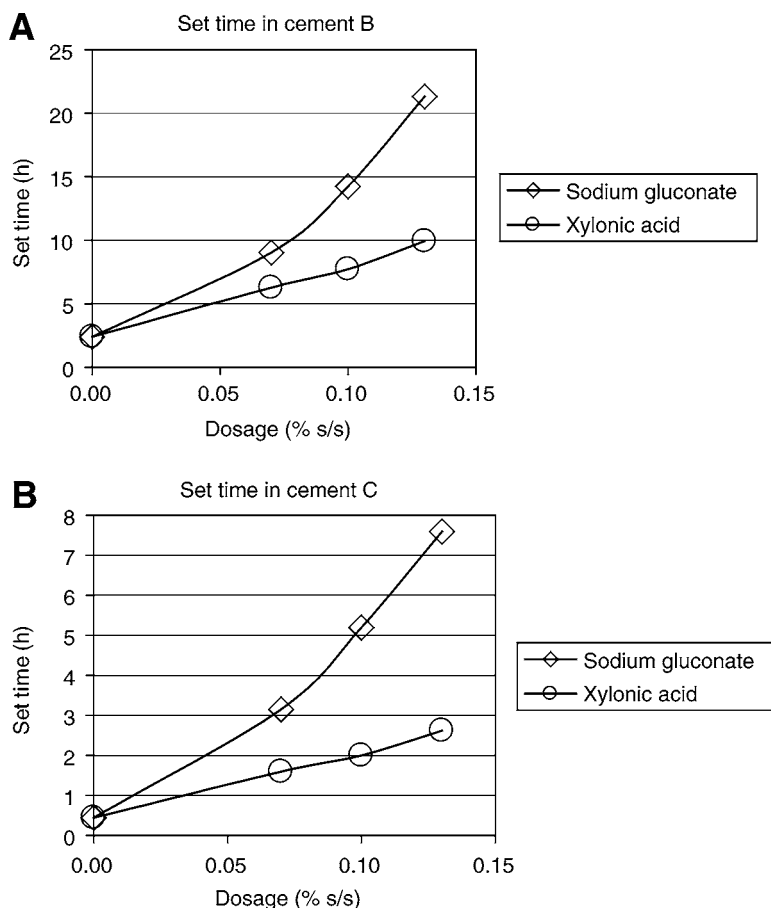 A
Set time in cement B
25
20
15
10
5
0
0.00 0.05 0.10 0.15
Set time (h)
Dosage (% s/s)
Sodium gluconate
Xylonic acid
B
Set time in cement C
8
7
6
5
4
3
2
1
0
0.00 0.05 0.10 0.15
Set time (h)
Dosage (% s/s)
Sodium gluconate
Xylonic acid